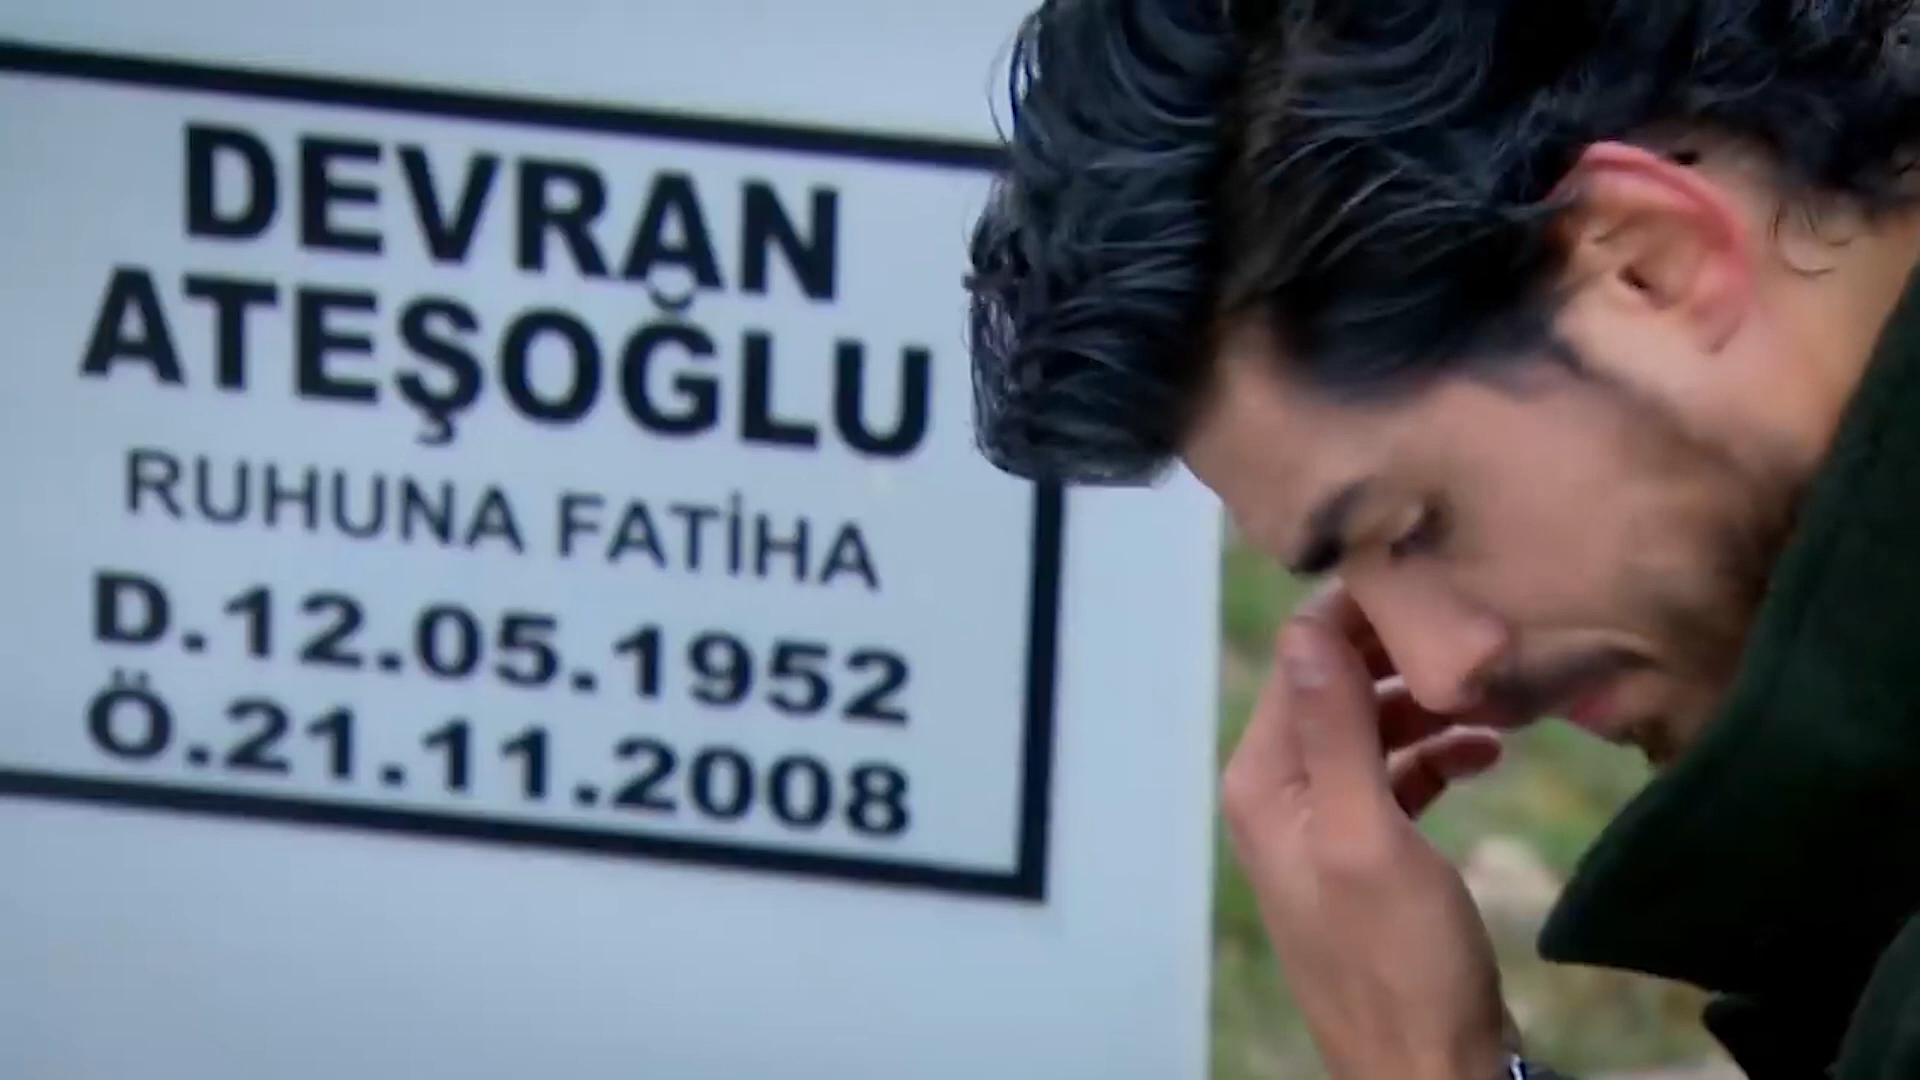 DEVRAN
ATEŞOĞLU
RUHUNA FATİHA
D.12.05.1952
Ö.21.11.2008